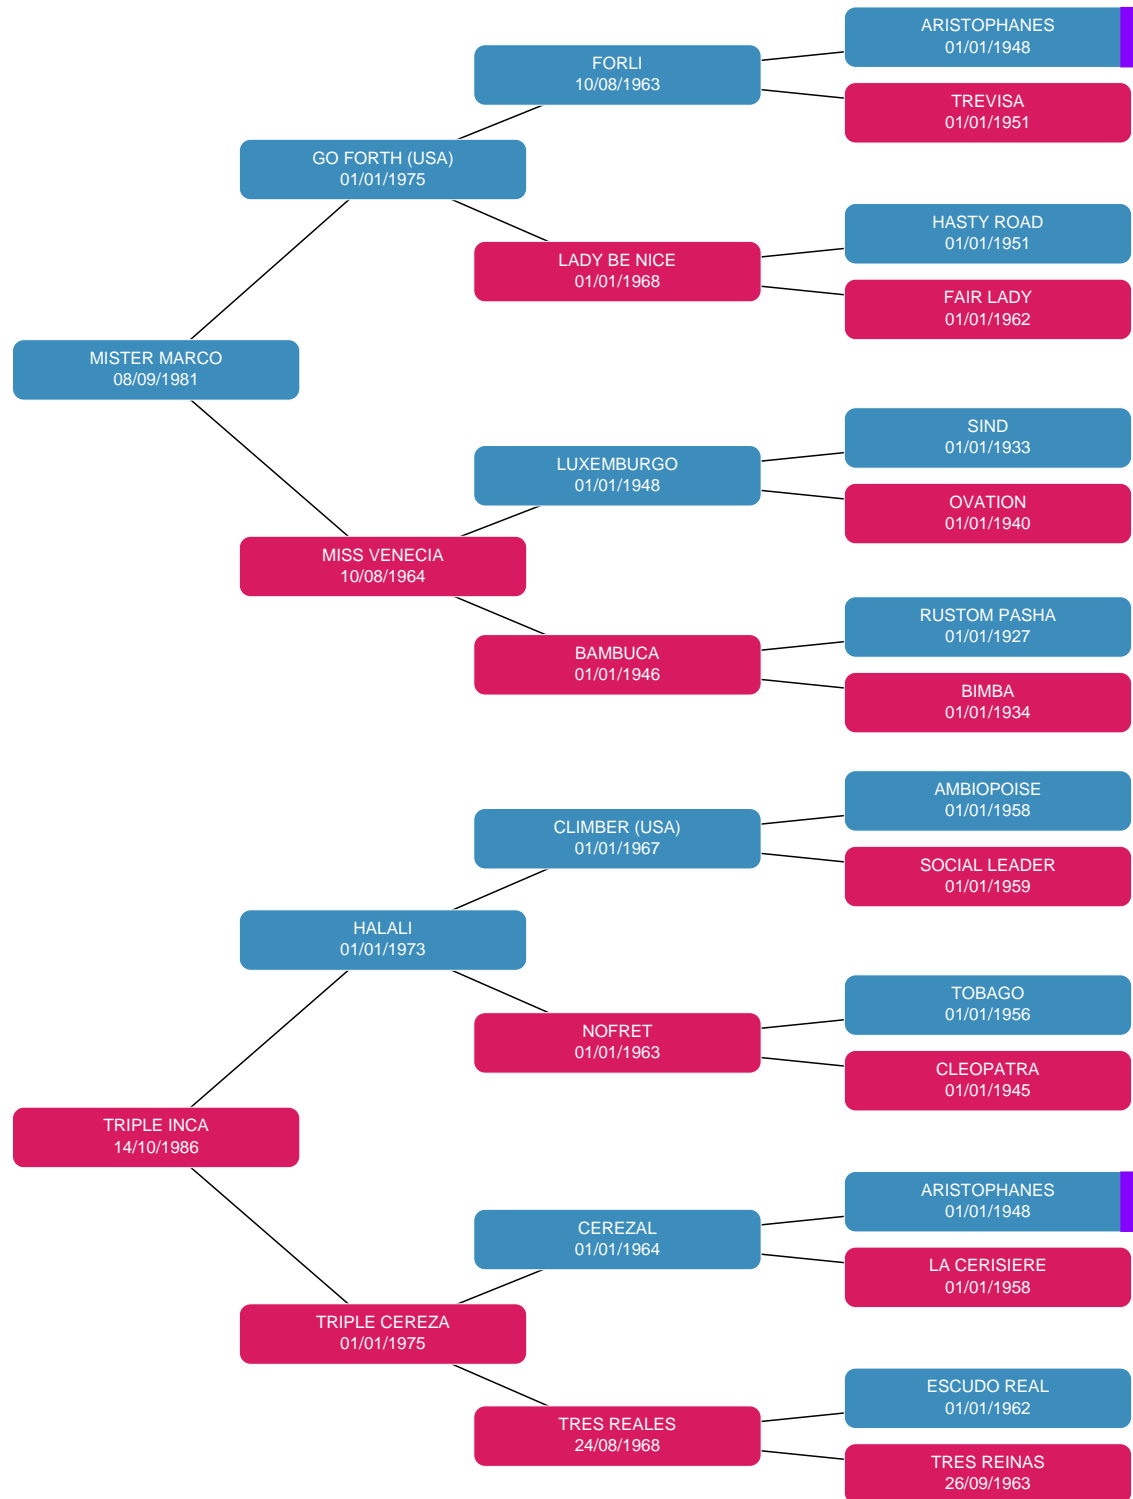 ARISTOPHANES
01/01/1948
FORLI
10/08/1963
TREVISA
01/01/1951
GO FORTH (USA)
01/01/1975
HASTY ROAD
01/01/1951
LADY BE NICE
01/01/1968
FAIR LADY
01/01/1962
MISTER MARCO
08/09/1981
SIND
01/01/1933
LUXEMBURGO
01/01/1948
OVATION
01/01/1940
MISS VENECIA
10/08/1964
RUSTOM PASHA
01/01/1927
BAMBUCA
01/01/1946
BIMBA
01/01/1934
AMBIOPOISE
01/01/1958
CLIMBER (USA)
01/01/1967
SOCIAL LEADER
01/01/1959
HALALI
01/01/1973
TOBAGO
01/01/1956
NOFRET
01/01/1963
CLEOPATRA
01/01/1945
TRIPLE INCA
14/10/1986
ARISTOPHANES
01/01/1948
CEREZAL
01/01/1964
LA CERISIERE
01/01/1958
TRIPLE CEREZA
01/01/1975
ESCUDO REAL
01/01/1962
TRES REALES
24/08/1968
TRES REINAS
26/09/1963